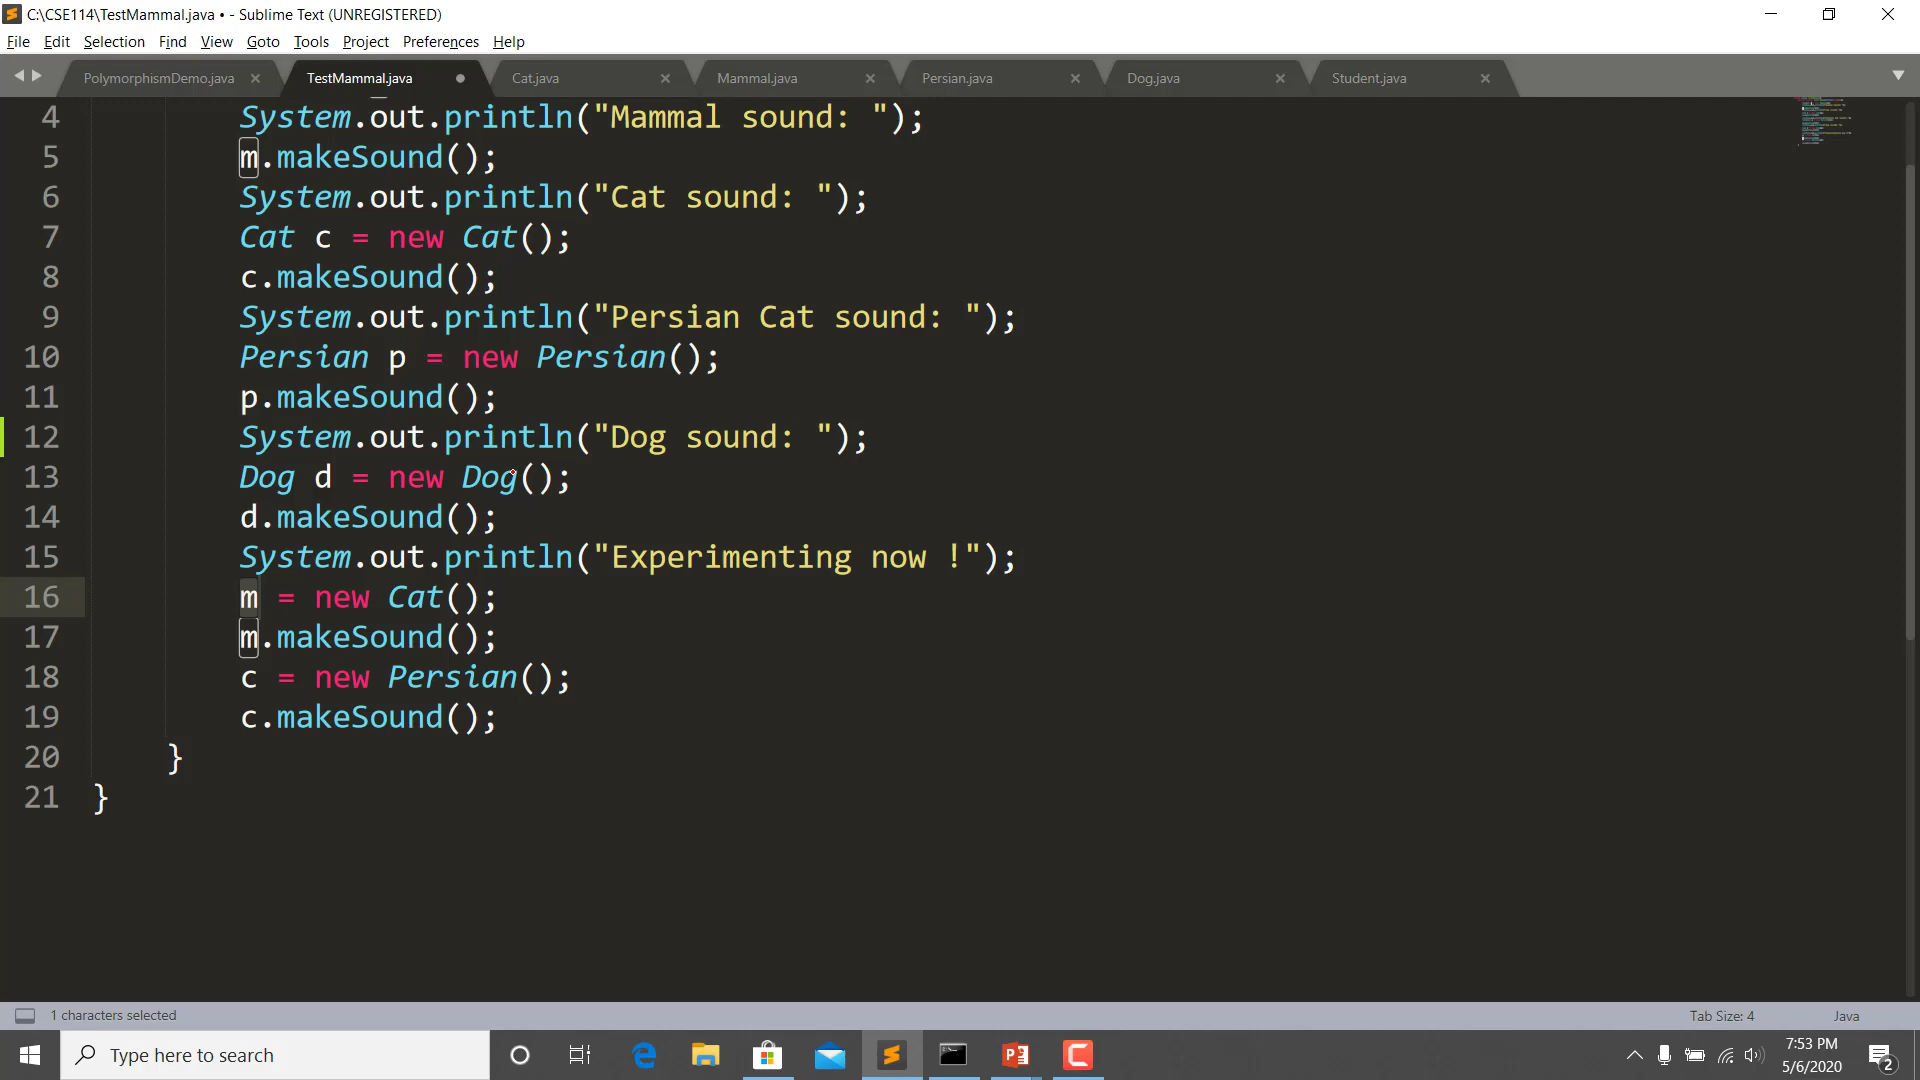 C:\CSE114\TestMammal.java • - Sublime Text (UNREGISTERED)
File Edit Selection Find View Goto Tools Project Preferences Help
PolymorphismDemo.java TestMammal.java Cat.java Mammal.java Persian.java Dog.java Student.java
4 System.out.println("Mammal sound: ");
5 m.makeSound();
6 System.out.println("Cat sound: ");
7 Cat c = new Cat();
8 c.makeSound();
9 System.out.println("Persian Cat sound: ");
10 Persian p = new Persian();
11 p.makeSound();
12 System.out.println("Dog sound: ");
13 Dog d = new Dog();
14 d.makeSound();
15 System.out.println("Experimenting now !");
16 m = new Cat();
17 m.makeSound();
18 c = new Persian();
19 c.makeSound();
20 }
21 }
1 characters selected Tab Size: 4 Java
Type here to search
7:53 PM
5/6/2020
2